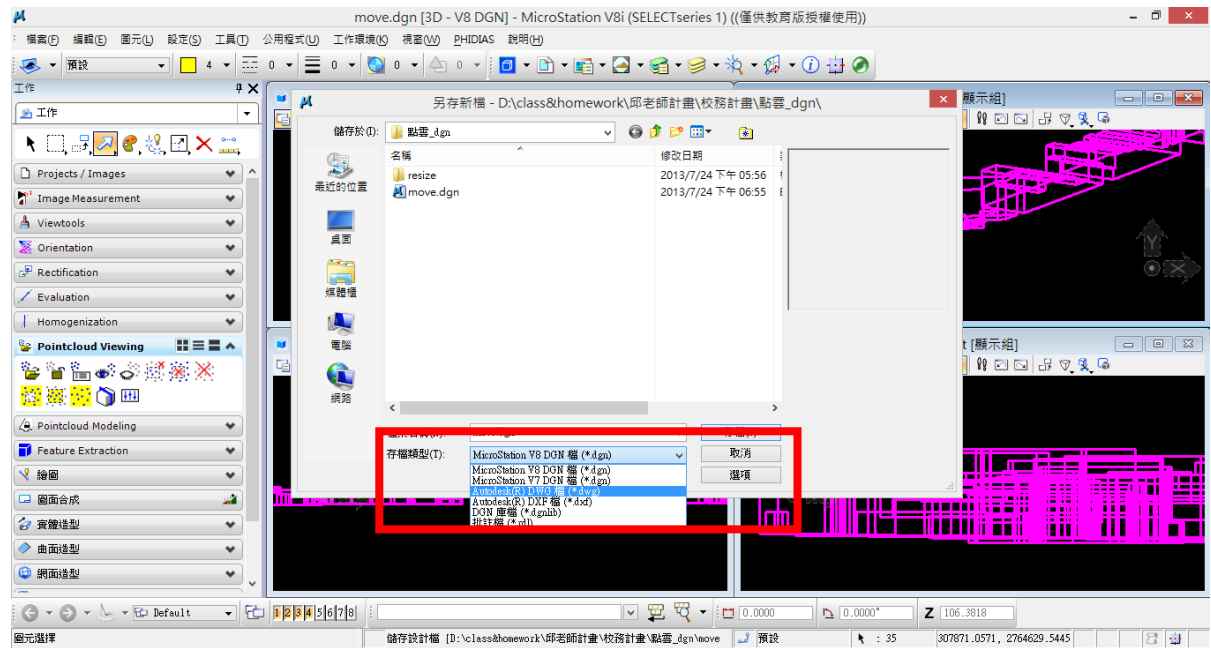 move.dgn [3D - V8 DGN] - MicroStation V8i (SELECTseries 1) ((僅供教育版授權使用))
檔案(F) 編輯(E) 圖元(L) 設定(S) 工具(T) 公用程式(U) 工作環境(K) 視窗(W) PHIDIAS 說明(H)
預設 4 0 0 0 0
工作
工作
Projects / Images
Image Measurement
Viewtools
Orientation
Rectification
Evaluation
Homogenization
Pointcloud Viewing
Pointcloud Modeling
Feature Extraction
繪圖
圖面合成
實體造型
曲面造型
網面造型
另存新檔 - D:\class&homework\邱老師計畫\校務計畫\點雲_dgn\
儲存於(I): 點雲_dgn
最近的位置
桌面
媒體櫃
電腦
網路
名稱 修改日期
resize 2013/7/24 下午 05:56
move.dgn 2013/7/24 下午 06:55
存檔類型(T): MicroStation V8 DGN 檔 (*.dgn) 取消
MicroStation V8 DGN 檔 (*.dgn)
MicroStation V7 DGN 檔 (*.dgn)
Autodesk(R) DWG 檔 (*.dwg)
Autodesk(R) DXF 檔 (*.dxf)
DGN 庫檔 (*.dgnlib)
批註檔 (*.rdl)
選項
顯示組]
Y
X
t [顯示組]
Default 1 2 3 4 5 6 7 8 0.0000 0.0000° Z 106.3818
圖元選擇 儲存設計檔 [D:\class&homework\邱老師計畫\校務計畫\點雲_dgn\move 預設 : 35 307871.0571, 2764629.5445